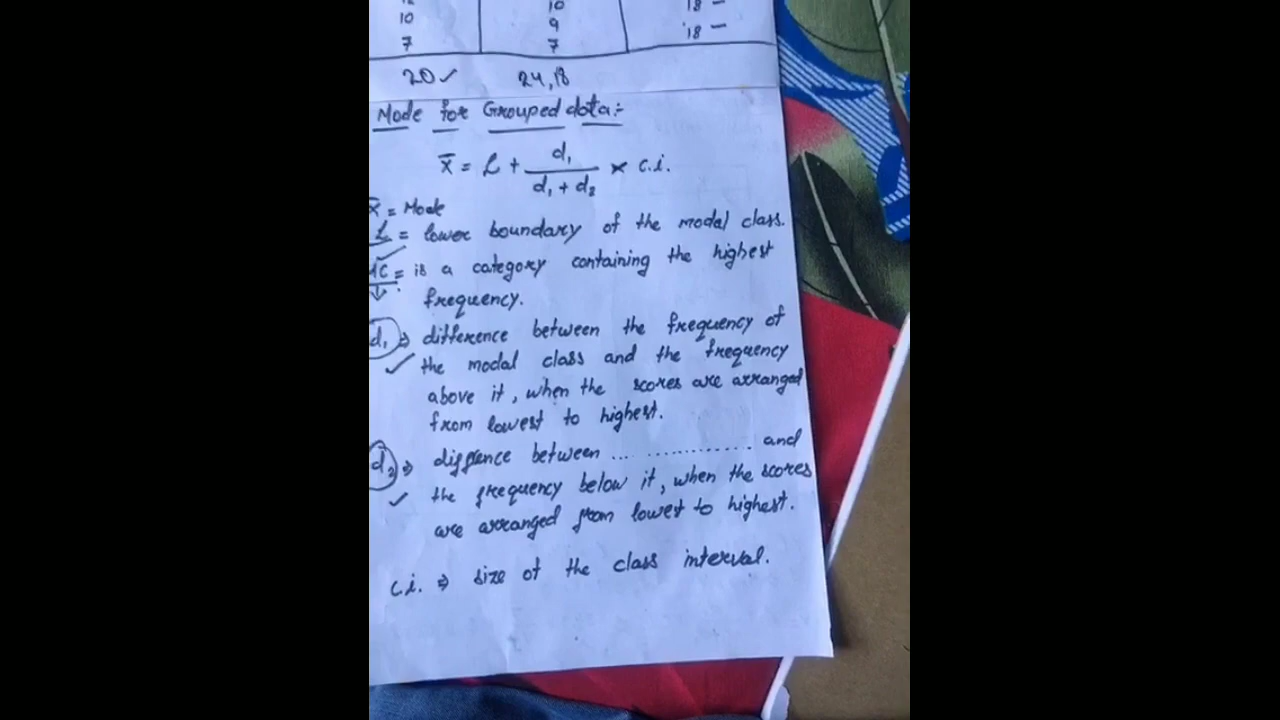 10 18 -
10 9 18 -
7 7
20 ✓ 24,18
Mode for Grouped data:-
x̄ = L + d₁ / d₁ + d₂ × c.i.
x̄ = Mode
L = lower boundary of the modal class.
MC = is a category containing the highest
frequency.
d₁ ⇒ difference between the frequency of
the modal class and the frequency
above it, when the scores are arranged
from lowest to highest.
d₂ ⇒ diffrence between ............... and
the frequency below it, when the scores
are arranged from lowest to highest.
c.i. ⇒ size of the class interval.